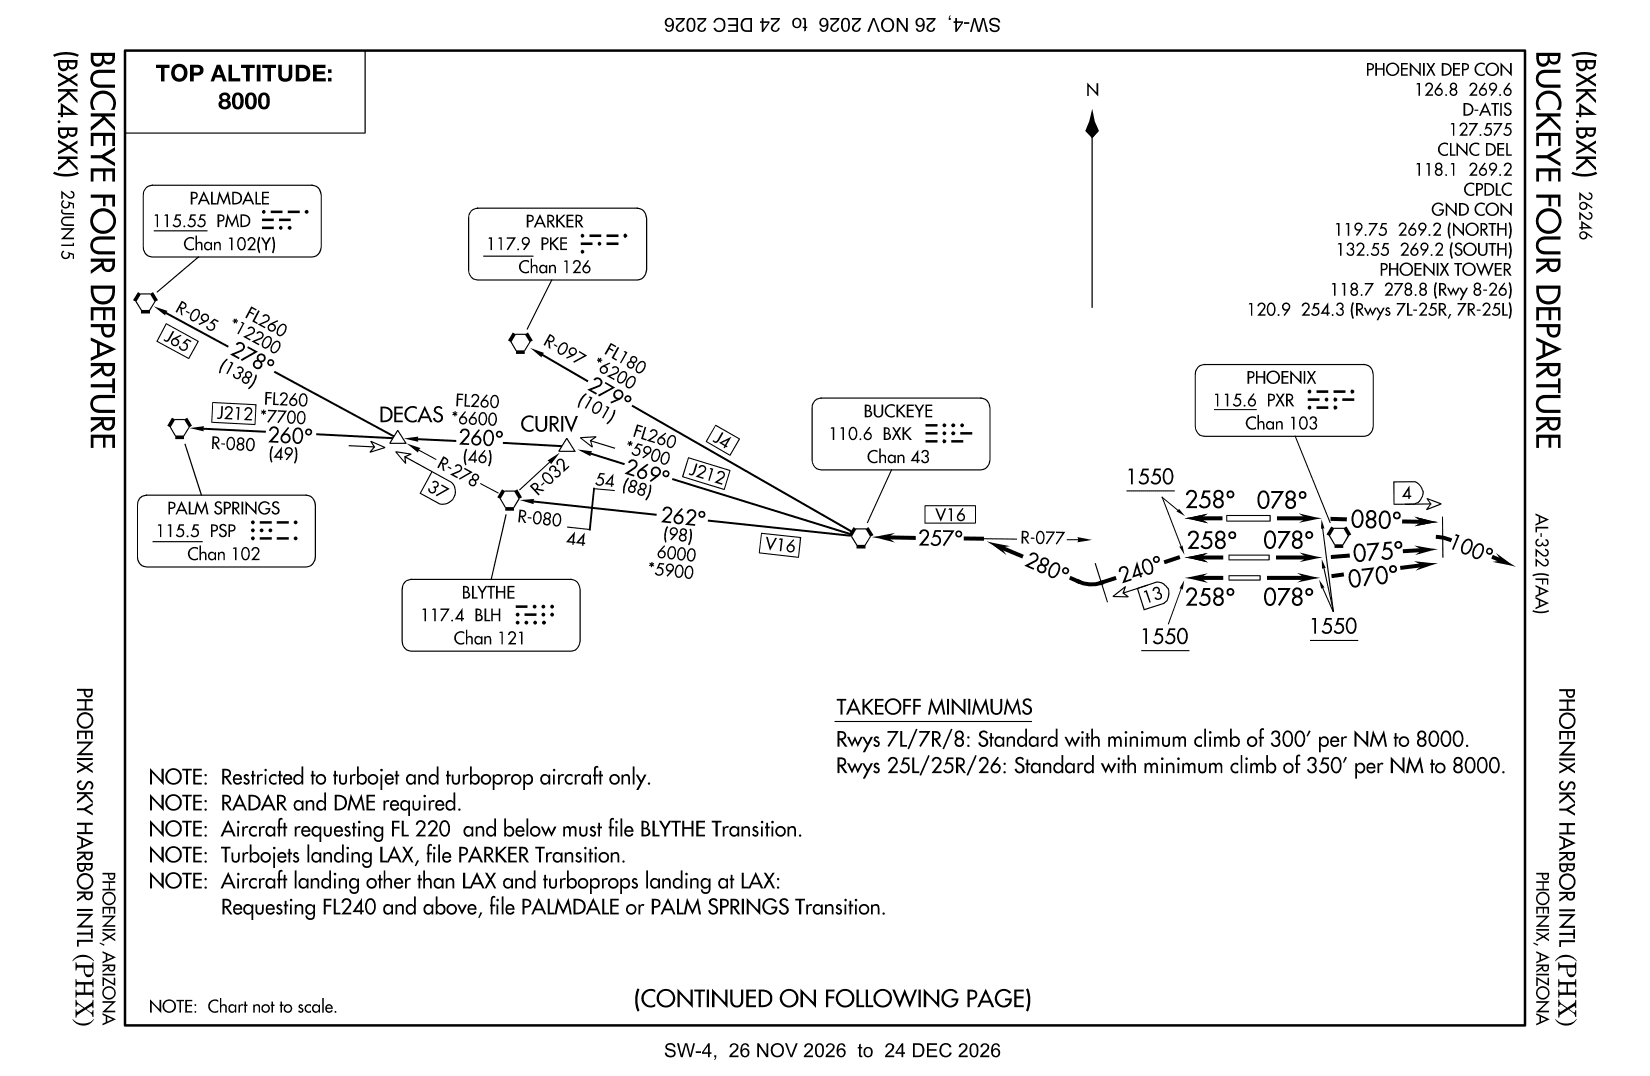 SW-4, 26 NOV 2026 to 24 DEC 2026
(BXK4.BXK) 25JUN15
BUCKEYE FOUR DEPARTURE
PHOENIX SKY HARBOR INTL (PHX)
PHOENIX, ARIZONA
(BXK4.BXK) 26246
BUCKEYE FOUR DEPARTURE
AL-322 (FAA)
PHOENIX SKY HARBOR INTL (PHX)
PHOENIX, ARIZONA
TOP ALTITUDE:
8000
PHOENIX DEP CON
126.8 269.6
D-ATIS
127.575
CLNC DEL
118.1 269.2
CPDLC
GND CON
119.75 269.2 (NORTH)
132.55 269.2 (SOUTH)
PHOENIX TOWER
118.7 278.8 (Rwy 8-26)
120.9 254.3 (Rwys 7L-25R, 7R-25L)
N
PALMDALE
115.55 PMD
Chan 102(Y)
PARKER
117.9 PKE
Chan 126
R-095
J65
FL260
*12200
278°
(138)
R-097
FL180
*6200
279°
(101)
J4
J212
R-080
FL260
*7700
260°
(49)
DECAS
FL260
*6600
260°
(46)
CURIV
FL260
*5900
269°
(88)
J212
R-278
37
R-032
54
R-080
44
262°
(98)
6000
*5900
V16
PALM SPRINGS
115.5 PSP
Chan 102
BLYTHE
117.4 BLH
Chan 121
BUCKEYE
110.6 BXK
Chan 43
V16
257°
R-077
280°
240°
13
PHOENIX
115.6 PXR
Chan 103
1550
258° 078°
258° 078°
258° 078°
1550
1550
080°
075°
070°
4
100°
TAKEOFF MINIMUMS
Rwys 7L/7R/8: Standard with minimum climb of 300' per NM to 8000.
Rwys 25L/25R/26: Standard with minimum climb of 350' per NM to 8000.
NOTE: Restricted to turbojet and turboprop aircraft only.
NOTE: RADAR and DME required.
NOTE: Aircraft requesting FL 220 and below must file BLYTHE Transition.
NOTE: Turbojets landing LAX, file PARKER Transition.
NOTE: Aircraft landing other than LAX and turboprops landing at LAX:
Requesting FL240 and above, file PALMDALE or PALM SPRINGS Transition.
NOTE: Chart not to scale.
(CONTINUED ON FOLLOWING PAGE)
SW-4, 26 NOV 2026 to 24 DEC 2026